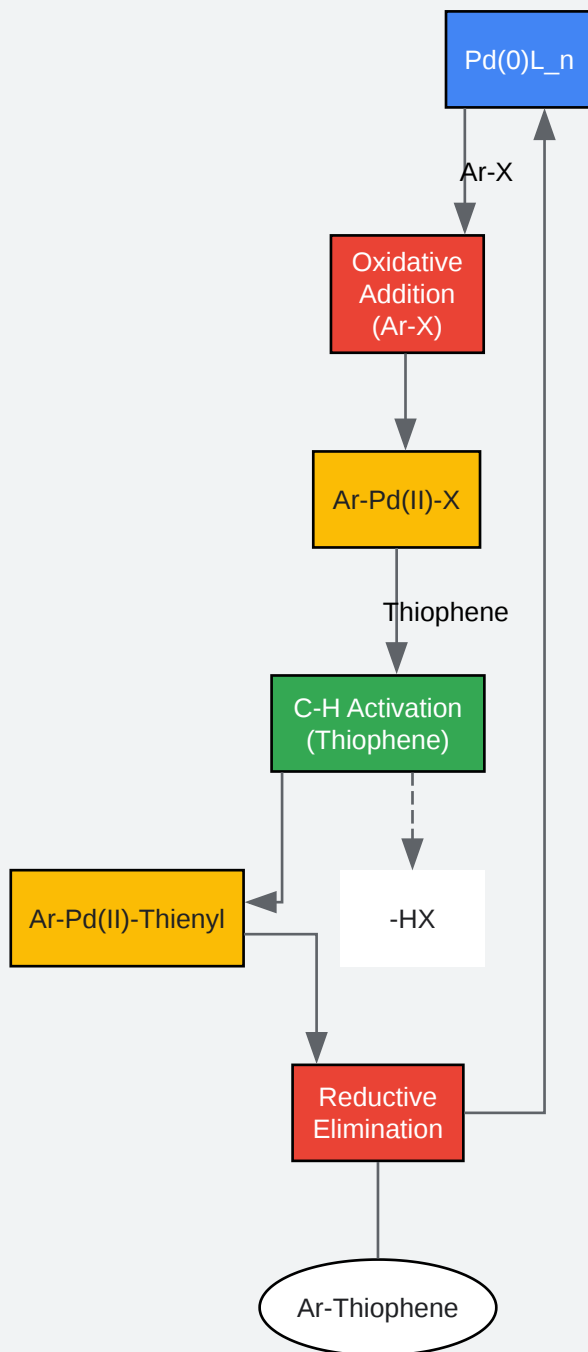 Pd(0)L_n
Ar-X
Oxidative
Addition
(Ar-X)
Ar-Pd(II)-X
Thiophene
C-H Activation
(Thiophene)
Ar-Pd(II)-Thienyl
-HX
Reductive
Elimination
Ar-Thiophene